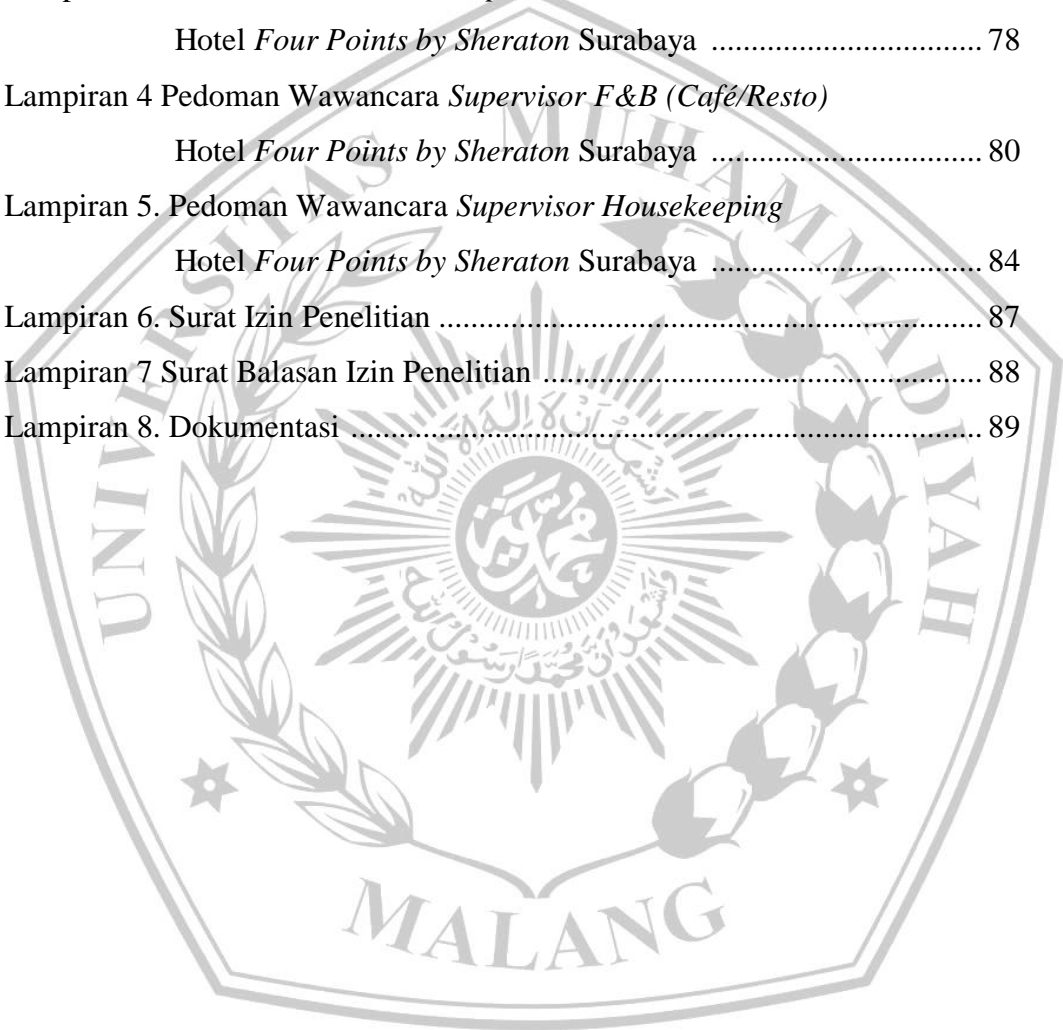 Hotel Four Points by Sheraton Surabaya ................................... 78
Lampiran 4 Pedoman Wawancara Supervisor F&B (Café/Resto)
Hotel Four Points by Sheraton Surabaya ................................... 80
Lampiran 5. Pedoman Wawancara Supervisor Housekeeping
Hotel Four Points by Sheraton Surabaya ................................... 84
Lampiran 6. Surat Izin Penelitian ...................................................................... 87
Lampiran 7 Surat Balasan Izin Penelitian ........................................................ 88
Lampiran 8. Dokumentasi ................................................................................. 89
UNIVERSITAS MUHAMMADIYAH
MALANG